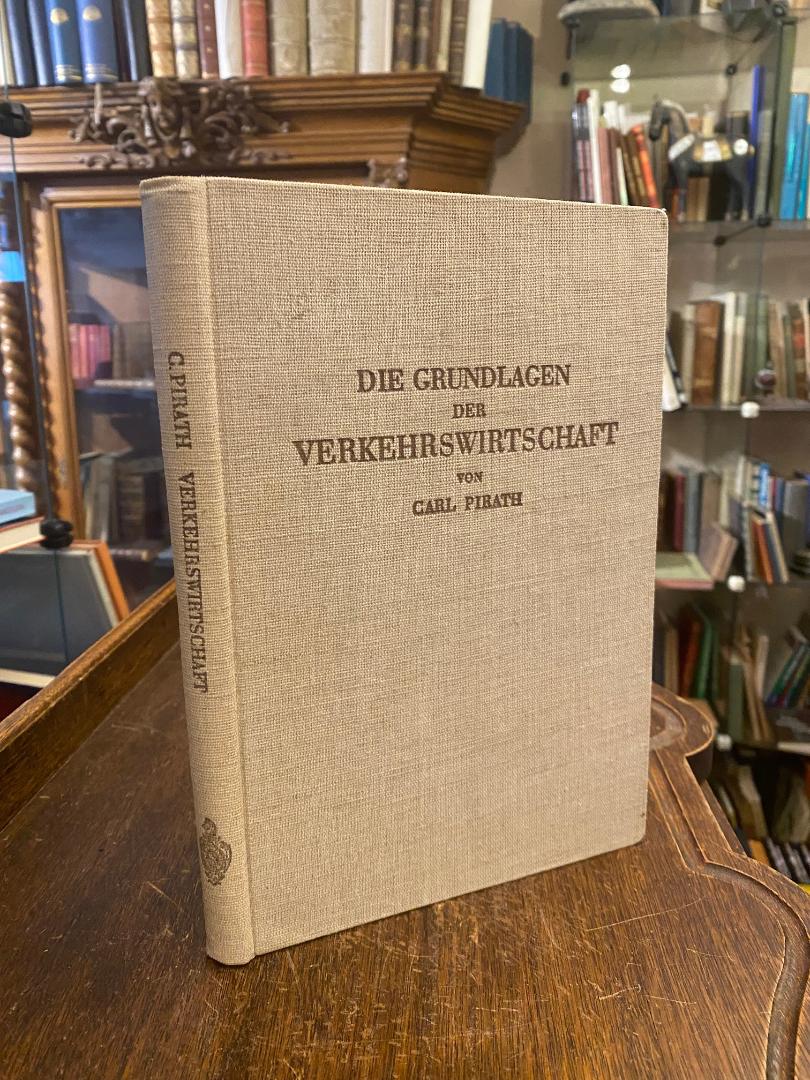 DIE GRUNDLAGEN
DER
VERKEHRSWIRTSCHAFT
VON
CARL PIRATH
C. PIRATH VERKEHRSWIRTSCHAFT